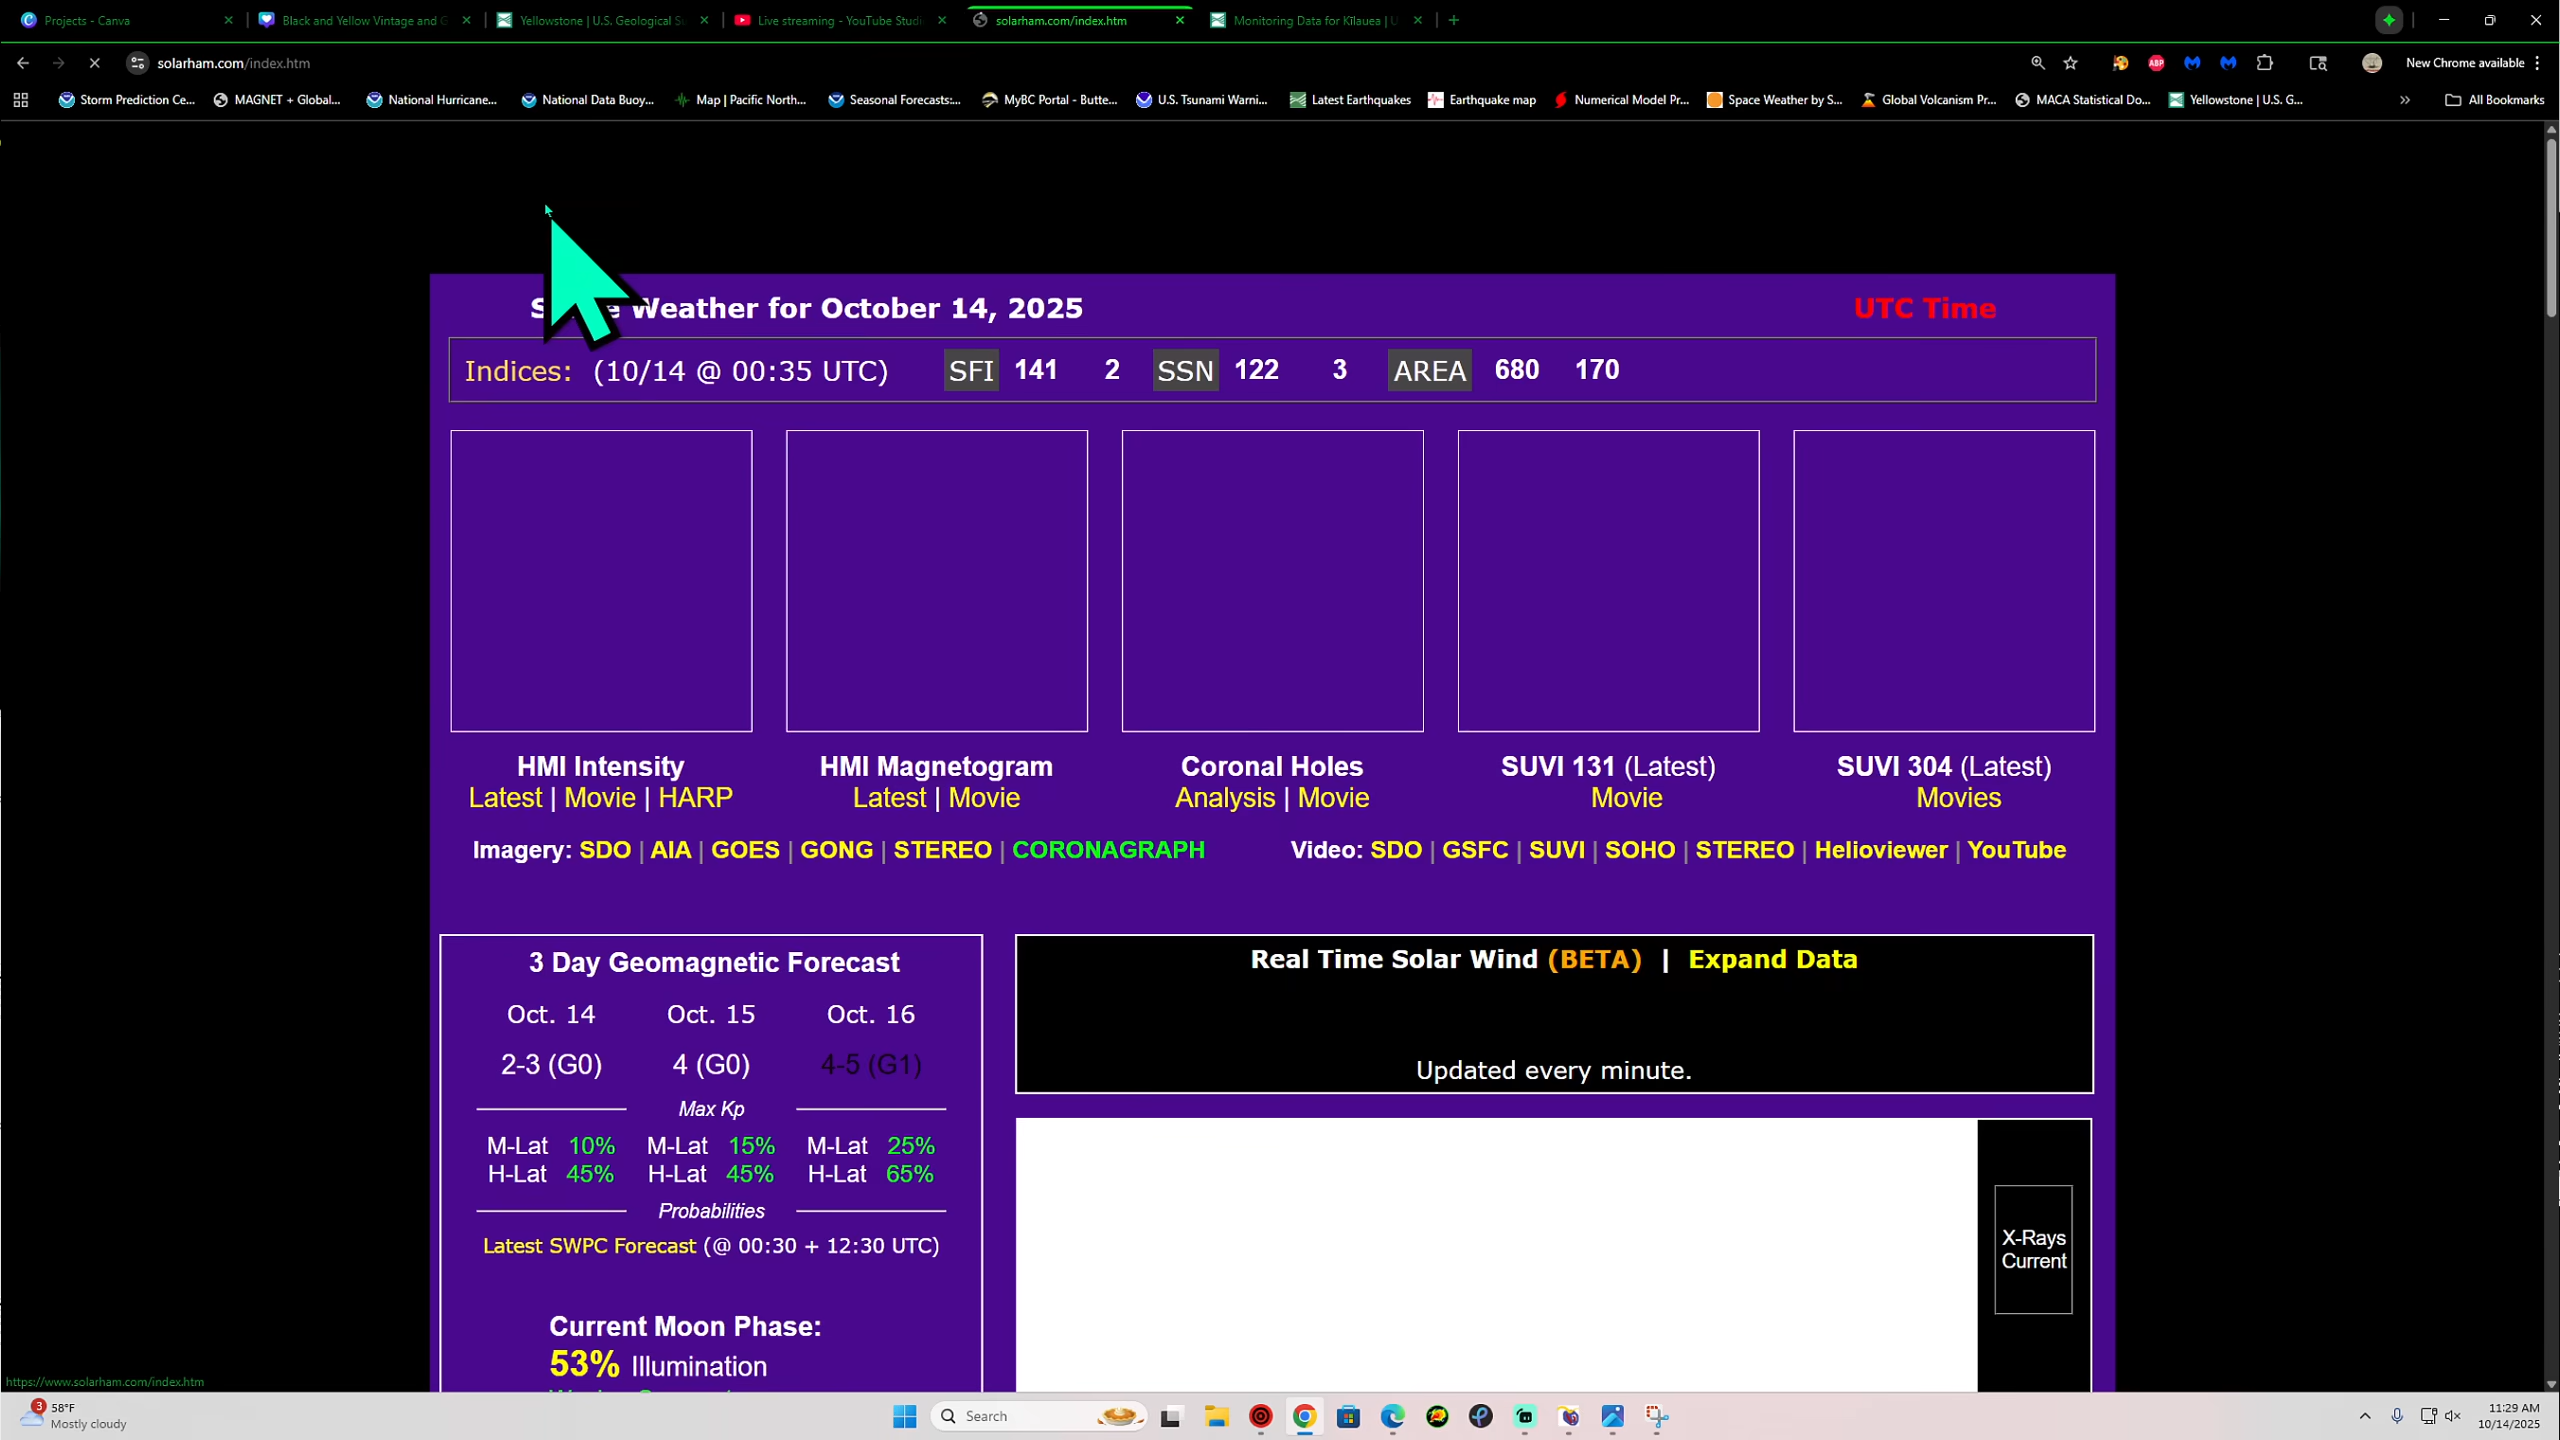 Projects - Canva
Black and Yellow Vintage and G
Yellowstone | U.S. Geological Su
Live streaming - YouTube Studi
solarham.com/index.htm
Monitoring Data for Kīlauea | U
solarham.com/index.htm
New Chrome available
Storm Prediction Ce...
MAGNET + Global...
National Hurricane...
National Data Buoy...
Map | Pacific North...
Seasonal Forecasts:...
MyBC Portal - Butte...
U.S. Tsunami Warni...
Latest Earthquakes
Earthquake map
Numerical Model Pr...
Space Weather by S...
Global Volcanism Pr...
MACA Statistical Do...
Yellowstone | U.S. G...
All Bookmarks
Weather for October 14, 2025
UTC Time
Indices: (10/14 @ 00:35 UTC) SFI 141 2 SSN 122 3 AREA 680 170
HMI Intensity
Latest | Movie | HARP
HMI Magnetogram
Latest | Movie
Coronal Holes
Analysis | Movie
SUVI 131 (Latest)
Movie
SUVI 304 (Latest)
Movies
Imagery: SDO | AIA | GOES | GONG | STEREO | CORONAGRAPH
Video: SDO | GSFC | SUVI | SOHO | STEREO | Helioviewer | YouTube
3 Day Geomagnetic Forecast
Oct. 14 Oct. 15 Oct. 16
2-3 (G0) 4 (G0) 4-5 (G1)
Max Kp
M-Lat 10% M-Lat 15% M-Lat 25%
H-Lat 45% H-Lat 45% H-Lat 65%
Probabilities
Latest SWPC Forecast (@ 00:30 + 12:30 UTC)
Current Moon Phase:
53% Illumination
Real Time Solar Wind (BETA) | Expand Data
Updated every minute.
X-Rays
Current
https://www.solarham.com/index.htm
3
58°F
Mostly cloudy
Search
11:29 AM
10/14/2025
ABP